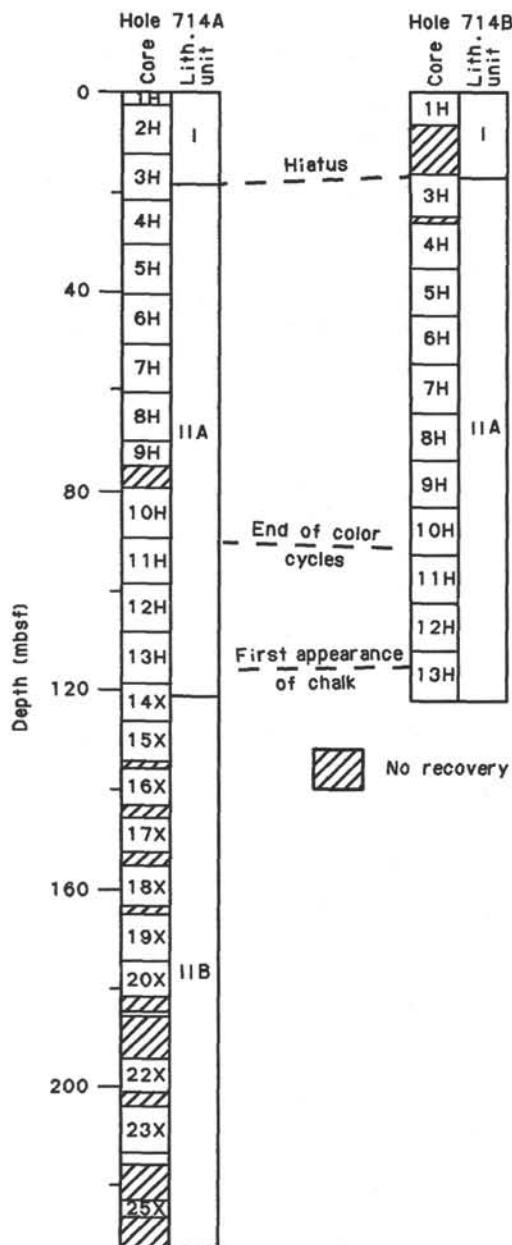 Hole 714A
Core
Lith. unit
Hole 714B
Core
Lith. unit
Depth (mbsf)
0
40
80
120
160
200
1H
2H
3H
4H
5H
6H
7H
8H
9H
10H
11H
12H
13H
14X
15X
16X
17X
18X
19X
20X
22X
23X
25X
I
IIA
IIB
Hiatus
End of color
cycles
First appearance
of chalk
1H
3H
4H
5H
6H
7H
8H
9H
10H
11H
12H
13H
I
IIA
No recovery